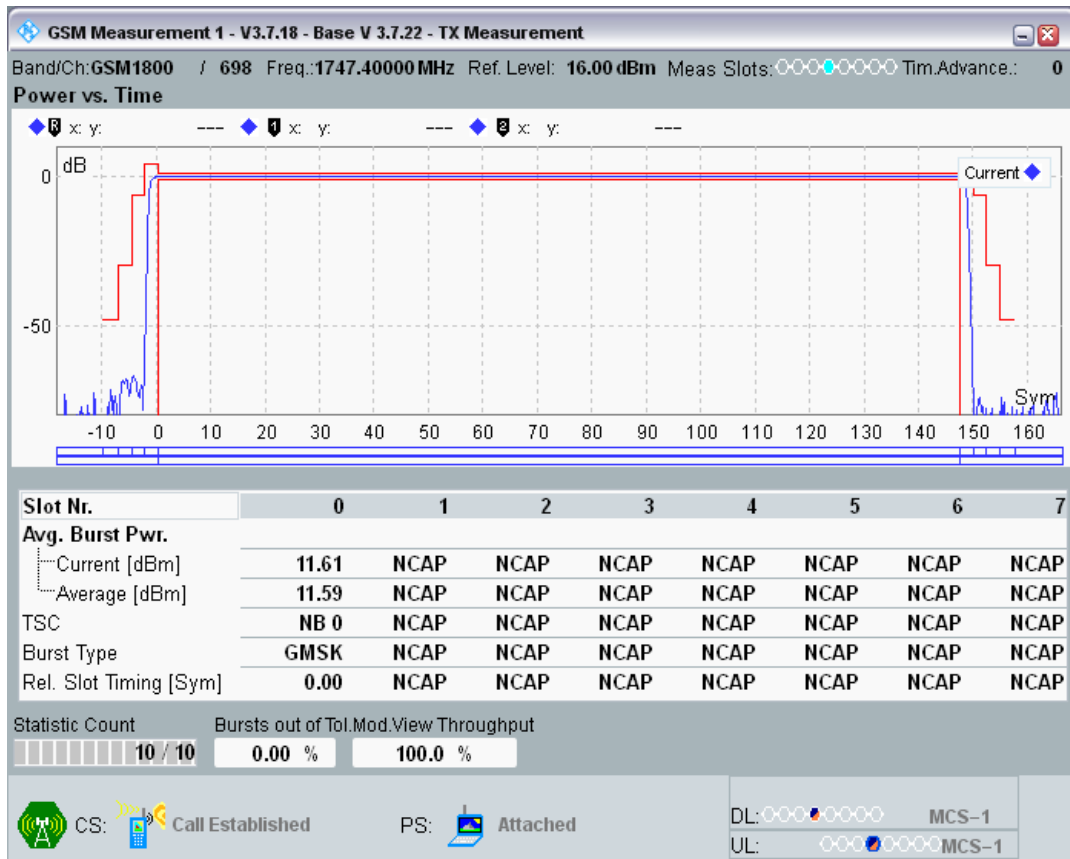 GSM Measurement 1 - V3.7.18 - Base V 3.7.22 - TX Measurement
Band/Ch:GSM1800 / 698 Freq.:1747.40000 MHz Ref. Level: 16.00 dBm Meas Slots: Tim.Advance.: 0
Power vs. Time
R x: y: --- 1 x: y: --- 2 x: y: ---
dB
Current
0
-50
Sym
-10 0 10 20 30 40 50 60 70 80 90 100 110 120 130 140 150 160
Slot Nr. 0 1 2 3 4 5 6 7
Avg. Burst Pwr.
Current [dBm] 11.61 NCAP NCAP NCAP NCAP NCAP NCAP NCAP
Average [dBm] 11.59 NCAP NCAP NCAP NCAP NCAP NCAP NCAP
TSC NB 0 NCAP NCAP NCAP NCAP NCAP NCAP NCAP
Burst Type GMSK NCAP NCAP NCAP NCAP NCAP NCAP NCAP
Rel. Slot Timing [Sym] 0.00 NCAP NCAP NCAP NCAP NCAP NCAP NCAP
Statistic Count Bursts out of Tol. Mod.View Throughput
10 / 10 0.00 % 100.0 %
CS: Call Established PS: Attached
DL: MCS-1
UL: MCS-1